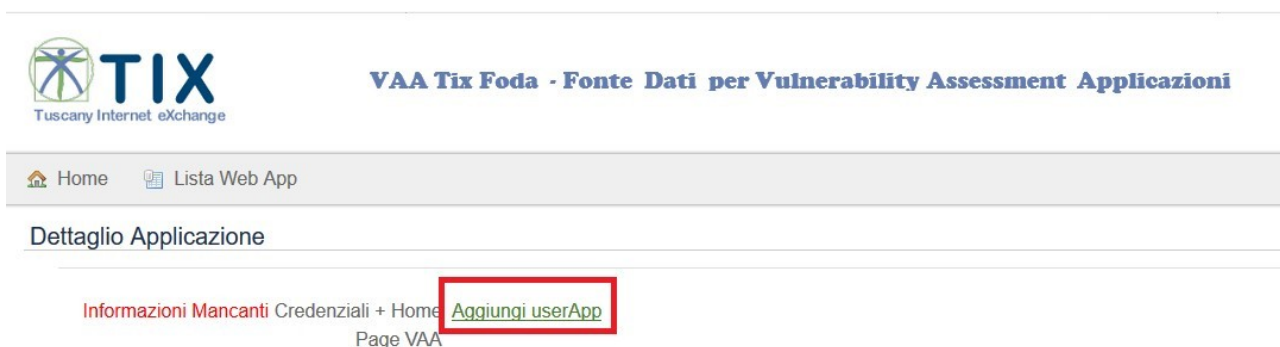 TIX
Tuscany Internet eXchange
VAA Tix Foda - Fonte Dati per Vulnerability Assessment Applicazioni
Home Lista Web App
Dettaglio Applicazione
Informazioni Mancanti Credenziali + Home Aggiungi userApp
Page VAA